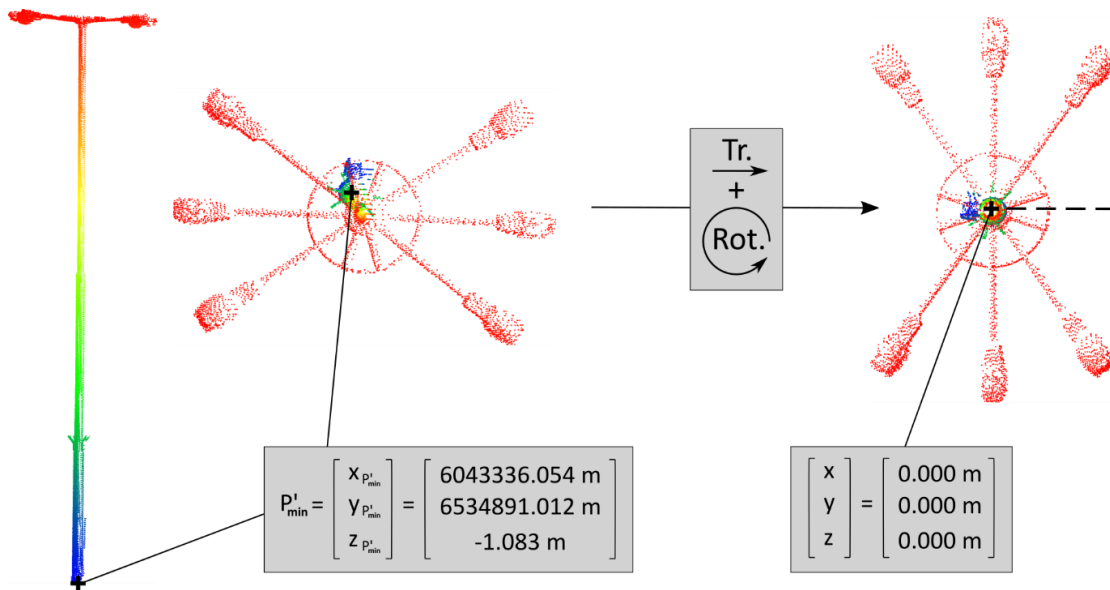 Tr.
+
Rot.
P'min = [ x P'min ] = [ 6043336.054 m ]
[ y P'min ] [ 6534891.012 m ]
[ z P'min ] [ -1.083 m ]
[ x ] = [ 0.000 m ]
[ y ] [ 0.000 m ]
[ z ] [ 0.000 m ]